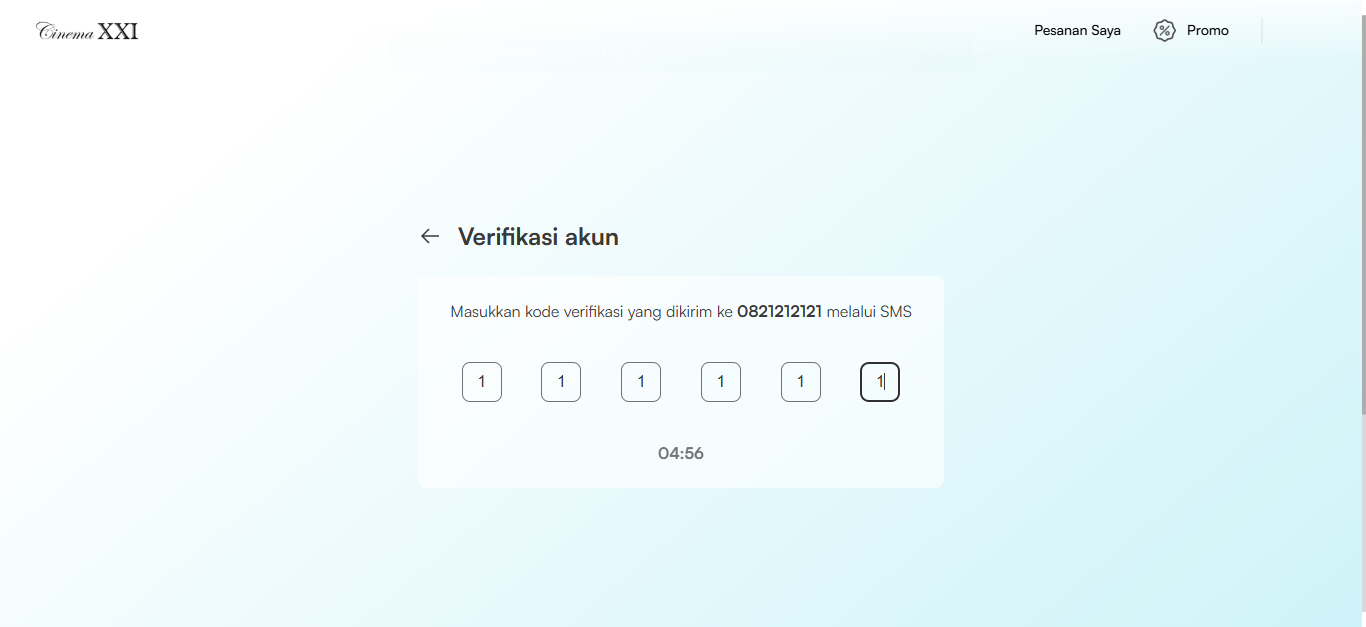 Cinema XXI
Pesanan Saya
Promo
Verifikasi akun
Masukkan kode verifikasi yang dikirim ke 0821212121 melalui SMS
1 1 1 1 1 1
04:56